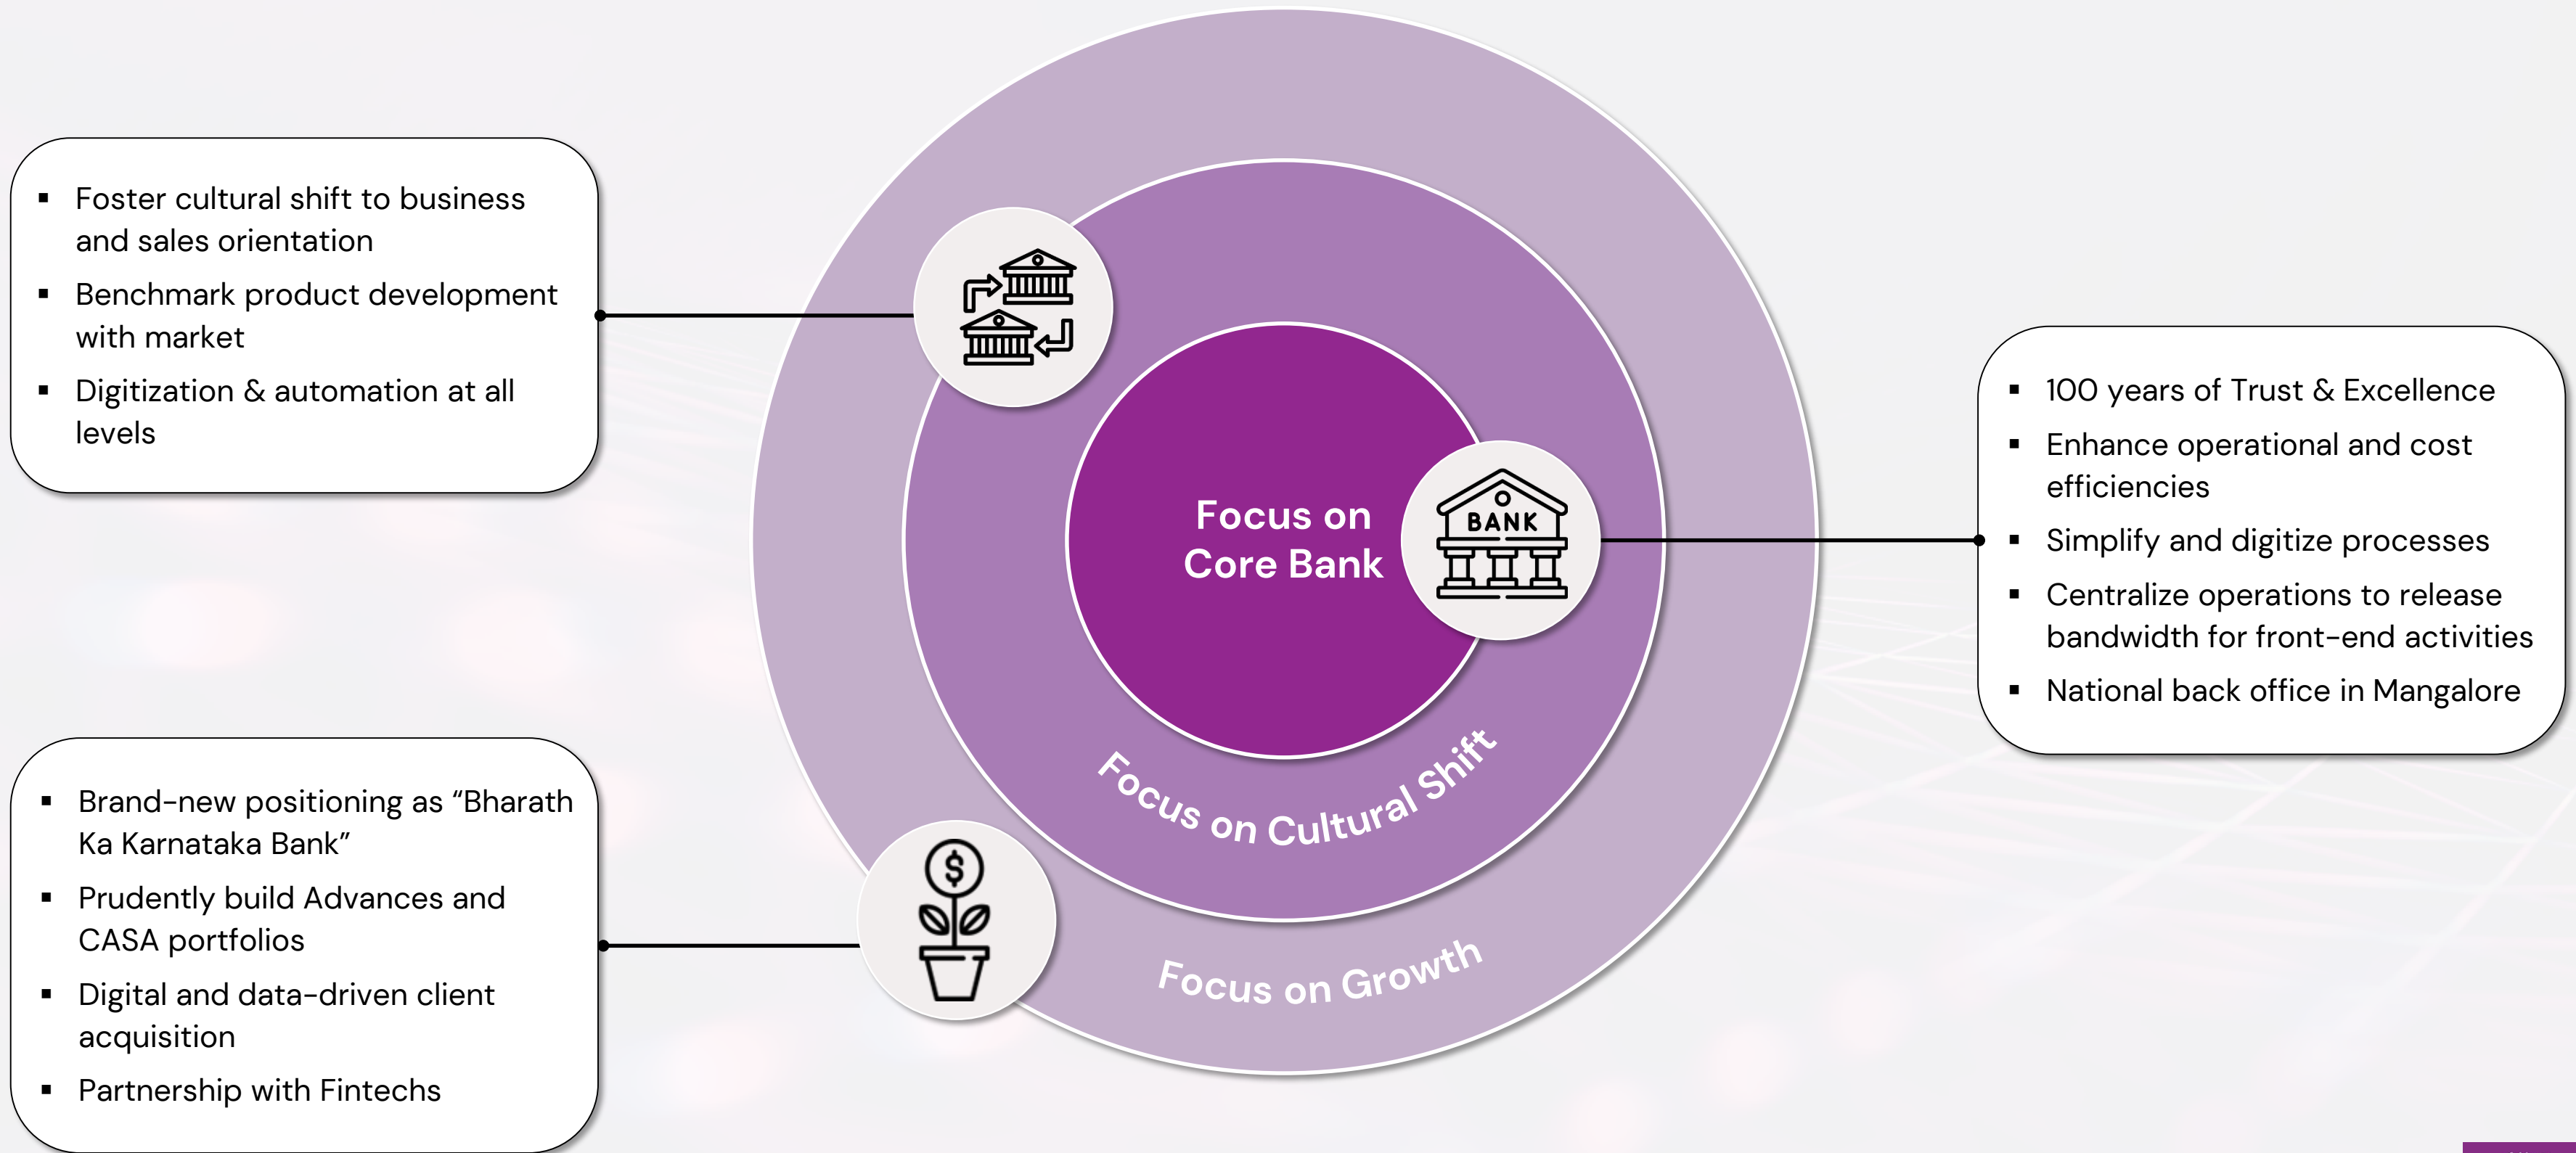 ▪ Foster cultural shift to business
and sales orientation
▪ Benchmark product development
with market
▪ Digitization & automation at all
levels
▪ Brand-new positioning as “Bharath
Ka Karnataka Bank”
▪ Prudently build Advances and
CASA portfolios
▪ Digital and data-driven client
acquisition
▪ Partnership with Fintechs
Focus on
Core Bank
BANK
Focus on Cultural Shift
Focus on Growth
$
▪ 100 years of Trust & Excellence
▪ Enhance operational and cost
efficiencies
▪ Simplify and digitize processes
▪ Centralize operations to release
bandwidth for front-end activities
▪ National back office in Mangalore